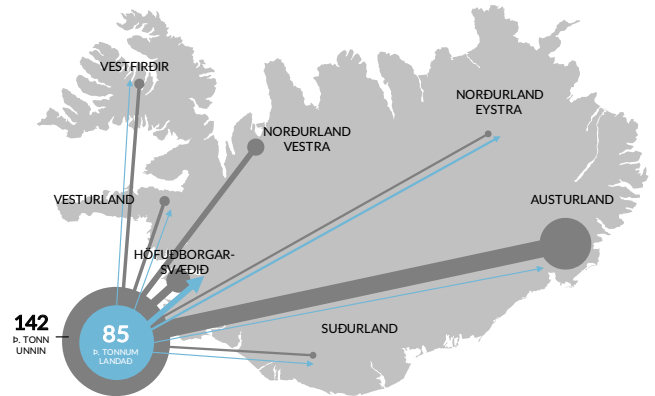 VESTFIRÐIR
NORÐURLAND
EYSTRA
NORÐURLAND
VESTRA
VESTURLAND
AUSTURLAND
HÖFUÐBORGAR-
SVÆÐIÐ
142
Þ. TONN
UNNIN
85
Þ. TONNUM
LANDAÐ
SUÐURLAND